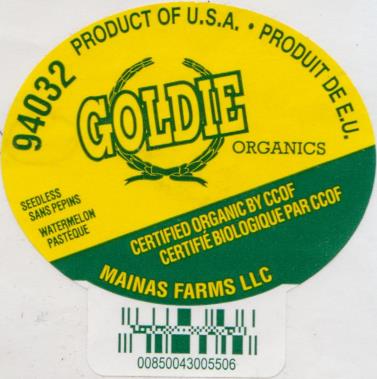 PRODUCT OF U.S.A. • PRODUIT DE E.U.
94032
GOLDIE
ORGANICS
SEEDLESS
SANS PEPINS
WATERMELON
PASTEQUE
CERTIFIED ORGANIC BY CCOF
CERTIFIÉ BIOLOGIQUE PAR CCOF
MAINAS FARMS LLC
00850043005506